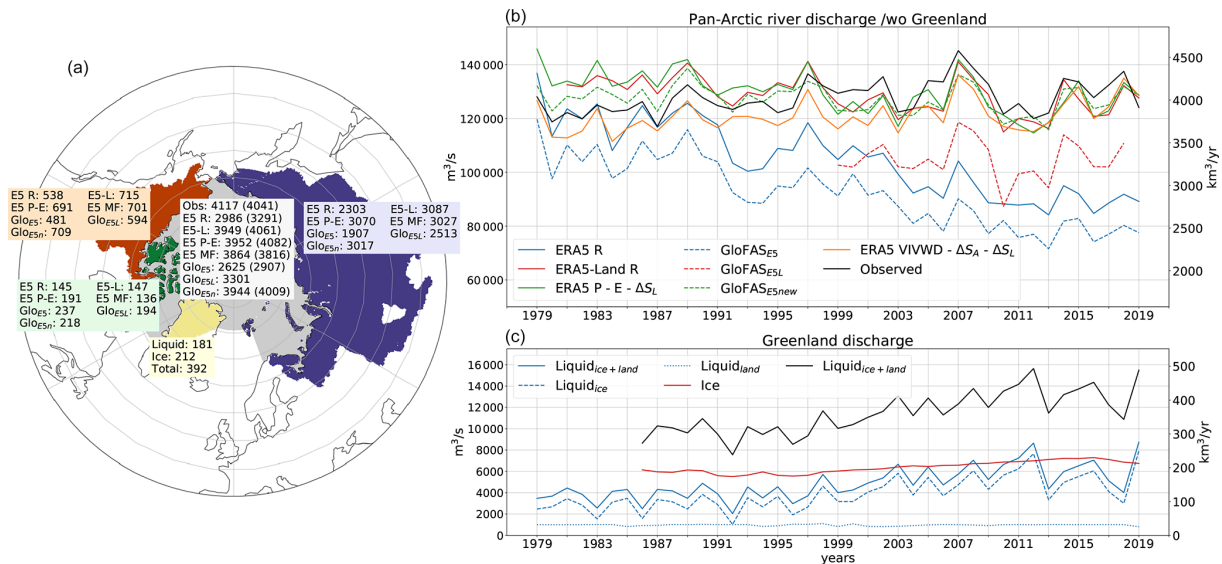 (a)
E5 R: 538 E5-L: 715
E5 P-E: 691 E5 MF: 701
Glo_E5: 481 Glo_E5L: 594
Glo_E5n: 709
Obs: 4117 (4041)
E5 R: 2986 (3291)
E5-L: 3949 (4061)
E5 P-E: 3952 (4082)
E5 MF: 3864 (3816)
Glo_E5: 2625 (2907)
Glo_E5L: 3301
Glo_E5n: 3944 (4009)
E5 R: 2303 E5-L: 3087
E5 P-E: 3070 E5 MF: 3027
Glo_E5: 1907 Glo_E5L: 2513
Glo_E5n: 3017
E5 R: 145 E5-L: 147
E5 P-E: 191 E5 MF: 136
Glo_E5: 237 Glo_E5L: 194
Glo_E5n: 218
Liquid: 181
Ice: 212
Total: 392
(b)
Pan-Arctic river discharge /wo Greenland
140 000
120 000
100 000
80 000
60 000
m³/s
4500
4000
3500
3000
2500
2000
km³/yr
ERA5 R
ERA5-Land R
ERA5 P - E - ΔS_L
GloFAS_E5
GloFAS_E5L
GloFAS_E5new
ERA5 VIVWD - ΔS_A - ΔS_L
Observed
1979 1983 1987 1991 1995 1999 2003 2007 2011 2015 2019
(c)
Greenland discharge
16 000
14 000
12 000
10 000
8000
6000
4000
2000
0
m³/s
500
400
300
200
100
0
km³/yr
Liquid_ice+land
Liquid_ice
Liquid_land
Ice
Liquid_ice+land
1979 1983 1987 1991 1995 1999 2003 2007 2011 2015 2019
years